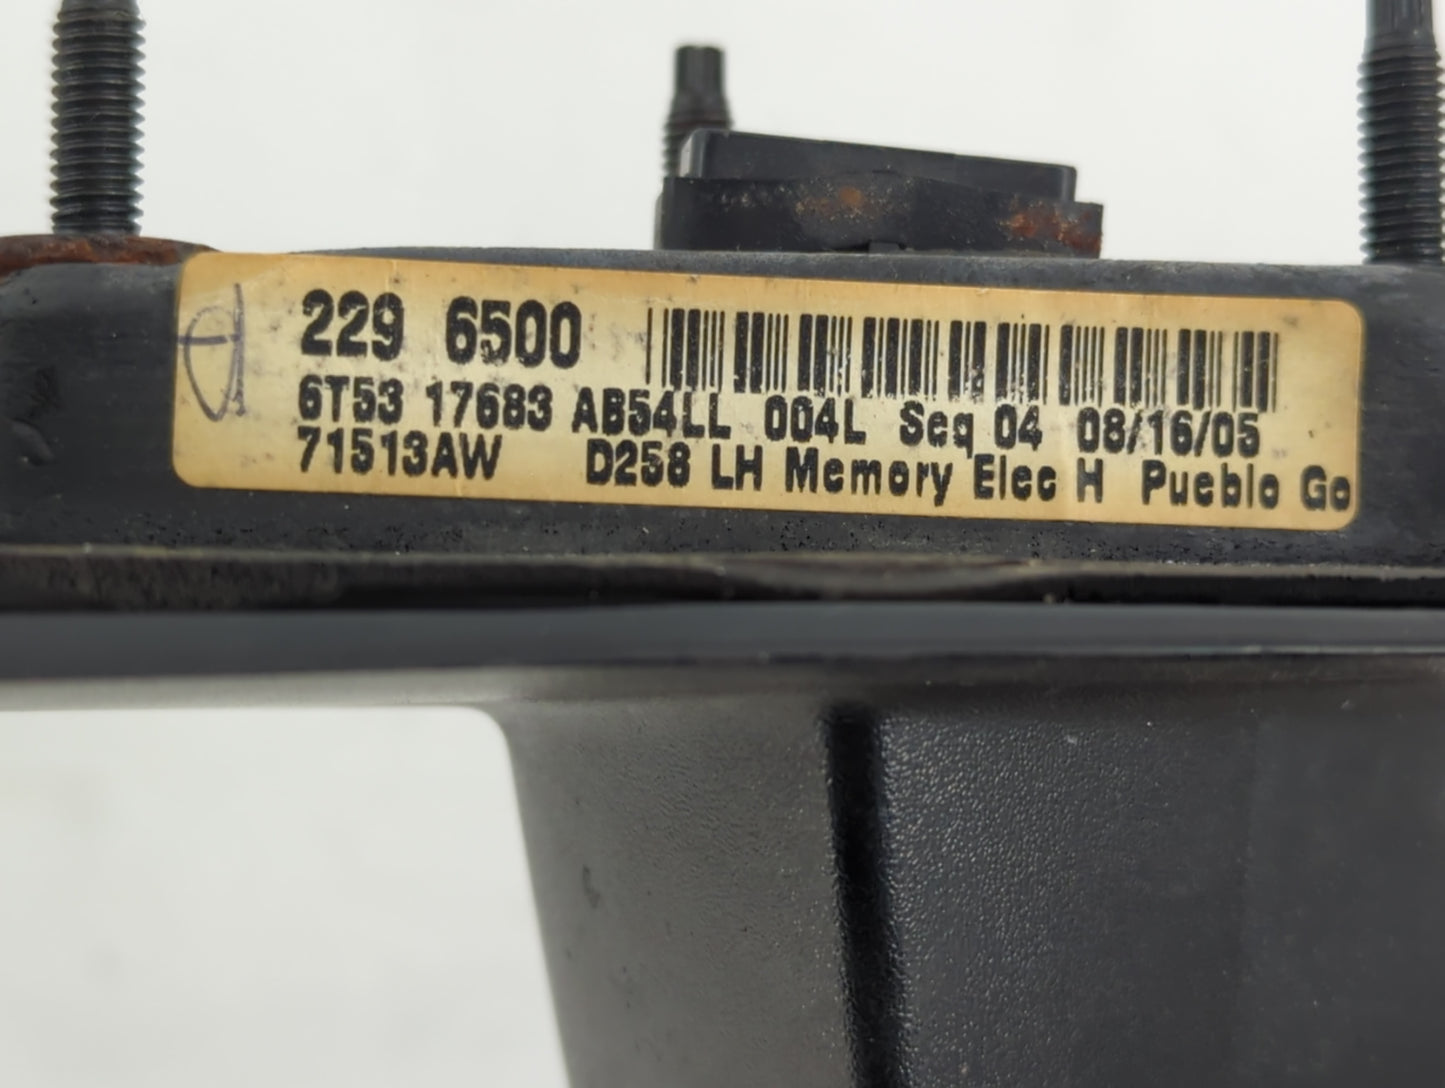 229 6500
6T53 17683 AB54LL 004L Seq 04 08/16/05
71513AW D258 LH Memory Elec H Pueblo Go